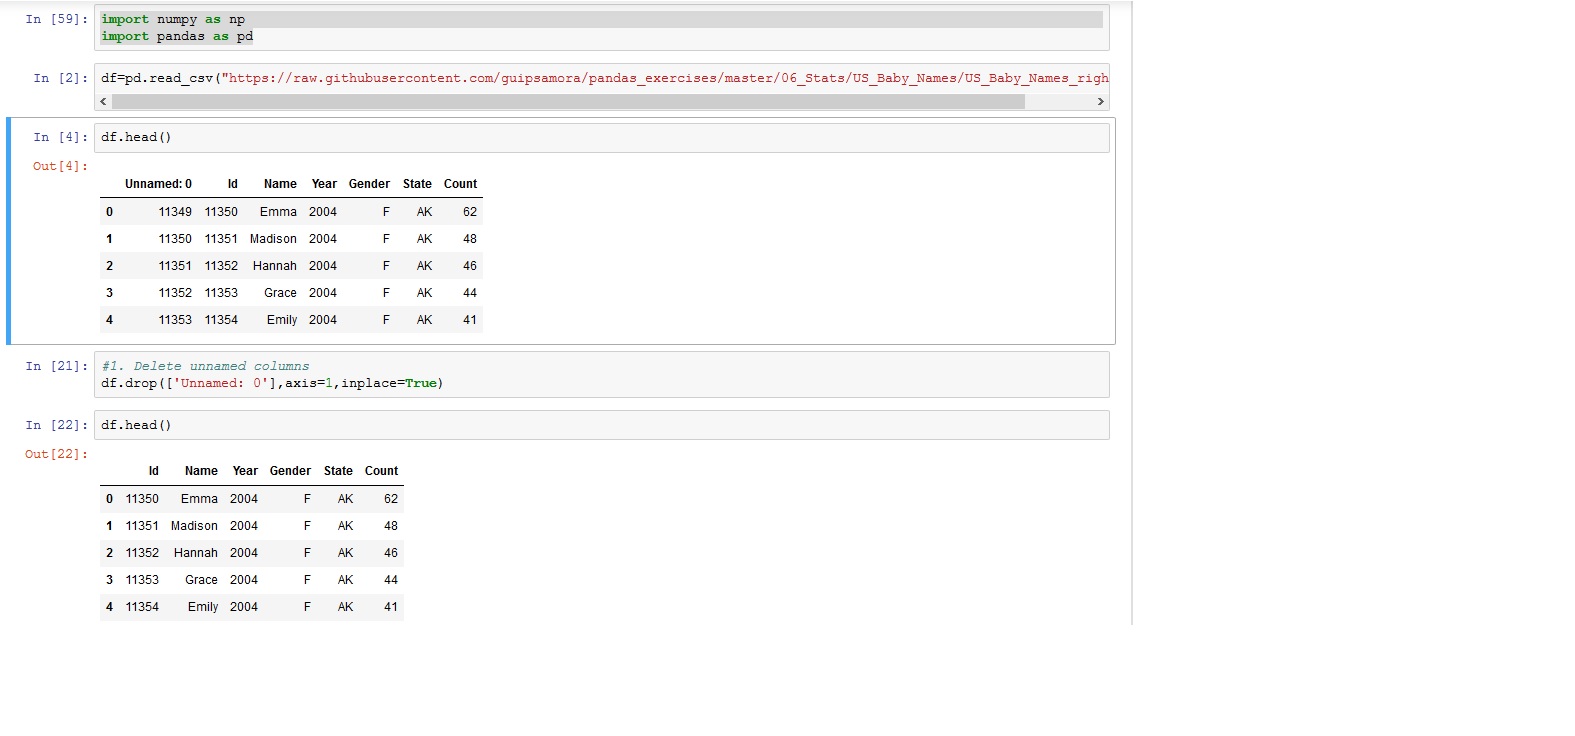 In [59]: import numpy as np
import pandas as pd
In [2]: df=pd.read_csv("https://raw.githubusercontent.com/guipsamora/pandas_exercises/master/06_Stats/US_Baby_Names/US_Baby_Names_righ
In [4]: df.head()
Out[4]:
Unnamed: 0 Id Name Year Gender State Count
0 11349 11350 Emma 2004 F AK 62
1 11350 11351 Madison 2004 F AK 48
2 11351 11352 Hannah 2004 F AK 46
3 11352 11353 Grace 2004 F AK 44
4 11353 11354 Emily 2004 F AK 41
In [21]: #1. Delete unnamed columns
df.drop(['Unnamed: 0'],axis=1,inplace=True)
In [22]: df.head()
Out[22]:
Id Name Year Gender State Count
0 11350 Emma 2004 F AK 62
1 11351 Madison 2004 F AK 48
2 11352 Hannah 2004 F AK 46
3 11353 Grace 2004 F AK 44
4 11354 Emily 2004 F AK 41